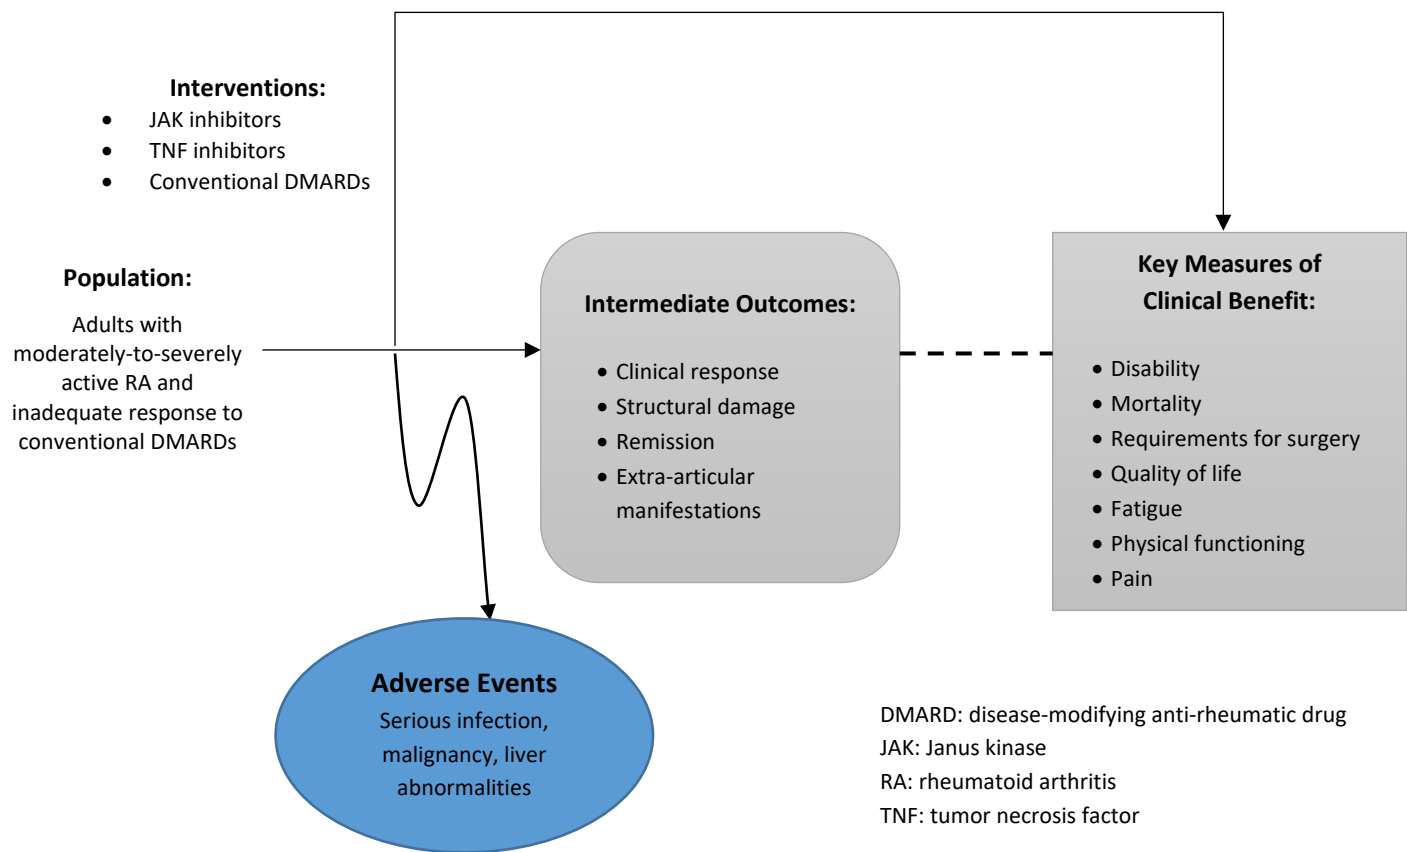 Interventions:
• JAK inhibitors
• TNF inhibitors
• Conventional DMARDs
Population:
Adults with
moderately-to-severely
active RA and
inadequate response to
conventional DMARDs
Intermediate Outcomes:
• Clinical response
• Structural damage
• Remission
• Extra-articular
manifestations
Key Measures of
Clinical Benefit:
• Disability
• Mortality
• Requirements for surgery
• Quality of life
• Fatigue
• Physical functioning
• Pain
Adverse Events
Serious infection,
malignancy, liver
abnormalities
DMARD: disease-modifying anti-rheumatic drug
JAK: Janus kinase
RA: rheumatoid arthritis
TNF: tumor necrosis factor